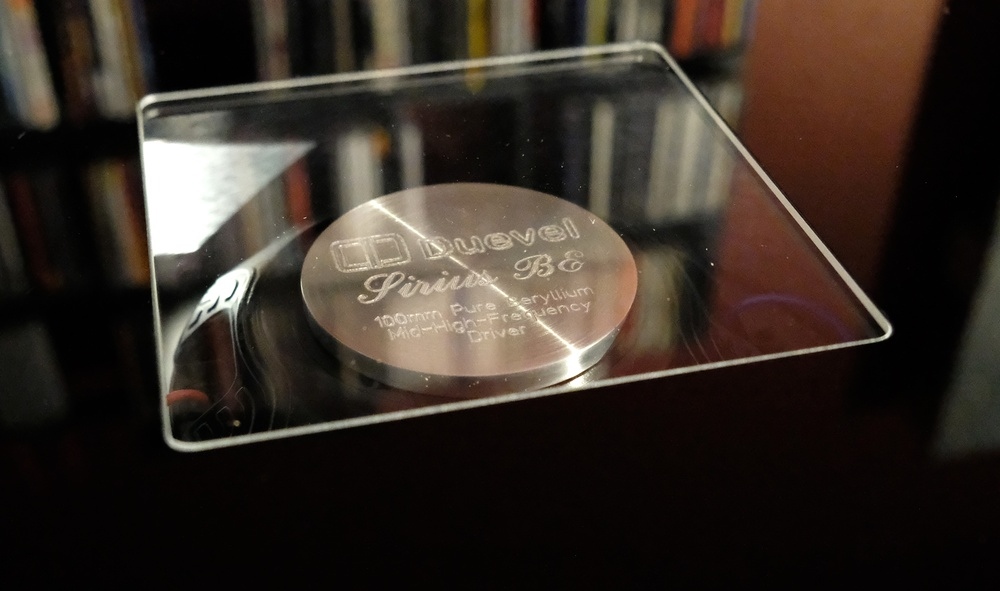 Duevel
Sirius BE
100mm Pure Beryllium
Mid-High-Frequency
Driver